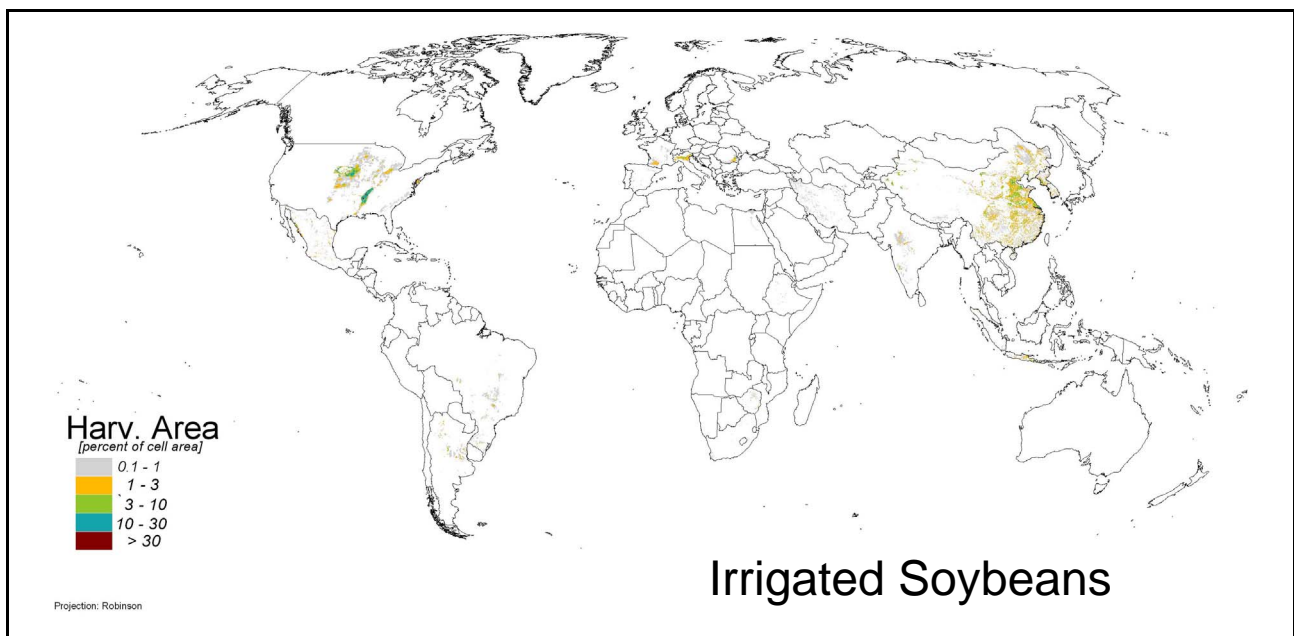 Harv. Area
[percent of cell area]
0.1 - 1
1 - 3
3 - 10
10 - 30
> 30
Irrigated Soybeans
Projection: Robinson